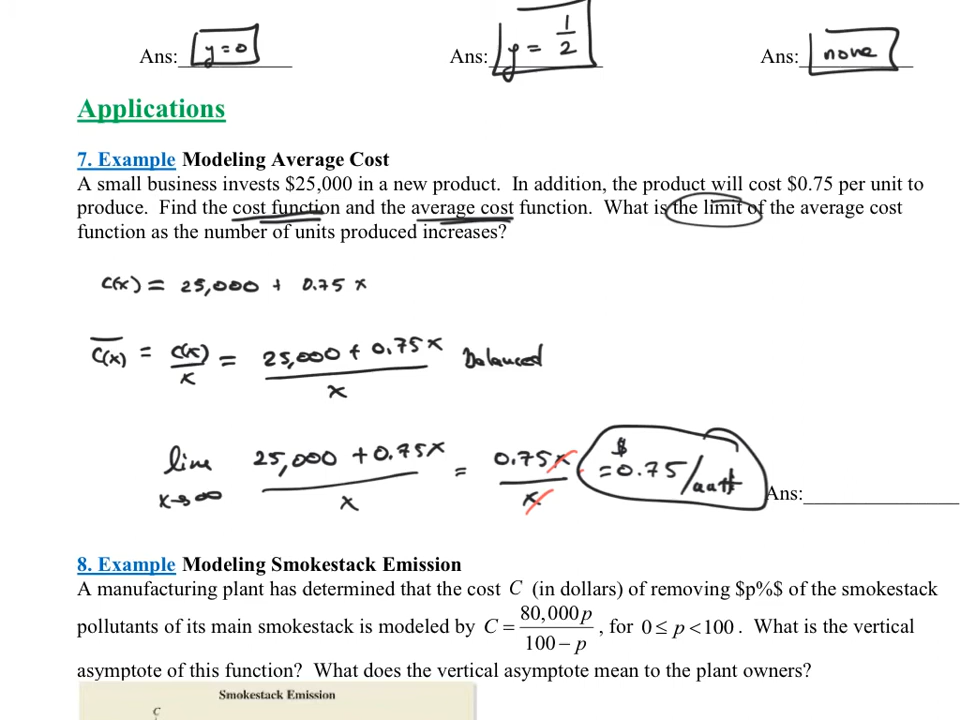 Ans: y = 0 Ans: y = 1/2 Ans: none
Applications
7. Example Modeling Average Cost
A small business invests $25,000 in a new product. In addition, the product will cost $0.75 per unit to
produce. Find the cost function and the average cost function. What is the limit of the average cost
function as the number of units produced increases?
C(x) = 25,000 + 0.75 x
C̅(x) = C(x)/x = (25,000 + 0.75x)/x Balanced
lim x→∞ (25,000 + 0.75x)/x = 0.75x/x = $0.75/ Ans:
8. Example Modeling Smokestack Emission
A manufacturing plant has determined that the cost C (in dollars) of removing $p%$ of the smokestack
pollutants of its main smokestack is modeled by C = 80,000p/(100 − p), for 0 ≤ p < 100. What is the vertical
asymptote of this function? What does the vertical asymptote mean to the plant owners?
Smokestack Emission
C